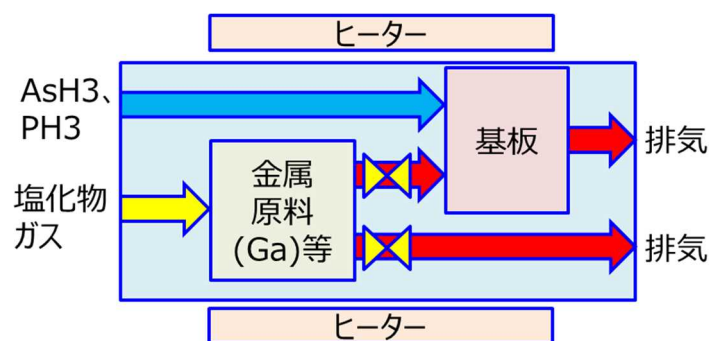 ヒーター
AsH3、
PH3
基板
排気
塩化物
ガス
金属
原料
(Ga)等
排気
ヒーター